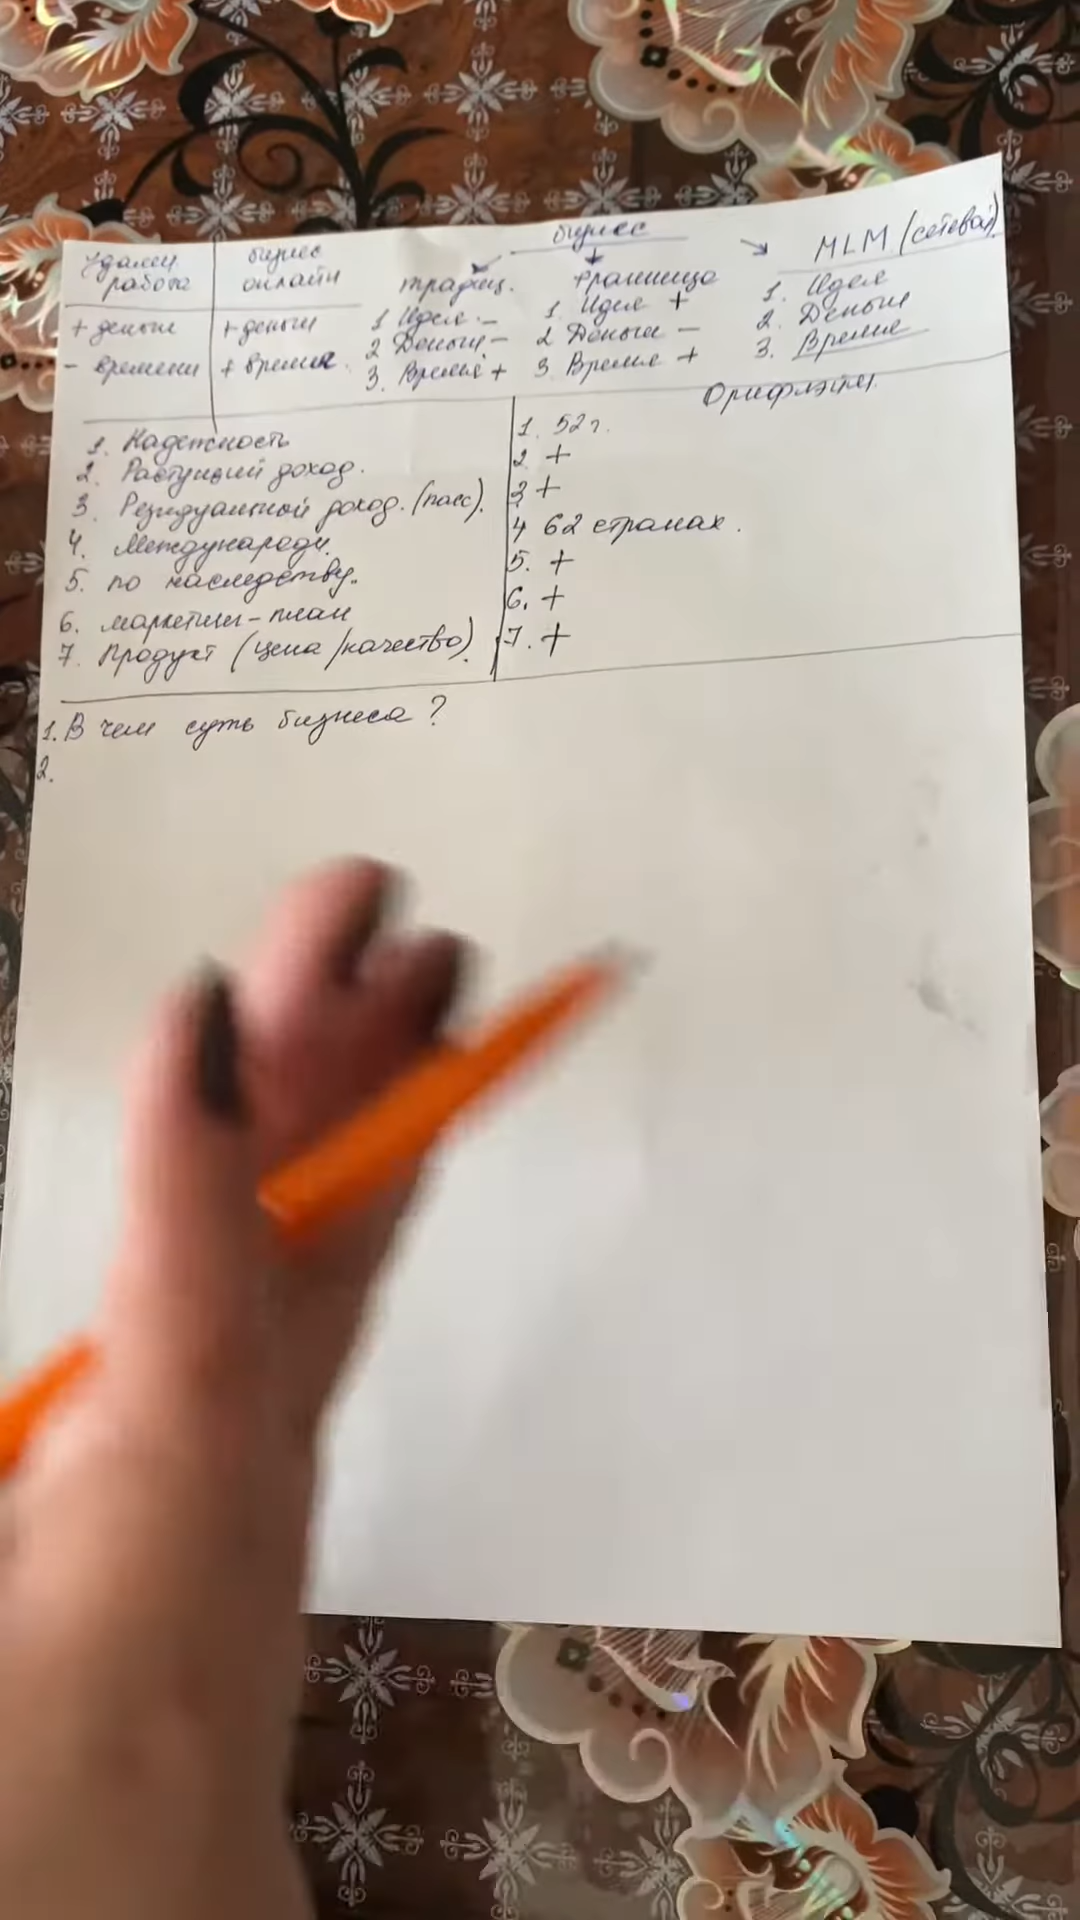 бизнес
Удален. работа
бизнес онлайн
традиц.
франшиза
MLM (сетевой)
+ деньги
- времени
+ деньги
+ время.
1 Идея -
2 Деньги -
3. Время +
1. Идея +
2 Деньги -
3 Время +
1. Идея
2. Деньги
3. Время
Орифлэйм.
1. Надежность
2. Растущий доход.
3. Резидуальный доход. (пасс).
4. Международн.
5. по наследству.
6. маркетинг-план
7. Продукт (цена/качество).
1. 52 г.
2. +
3 +
4 62 странах.
5. +
6. +
7. +
1. В чем суть бизнеса?
2.